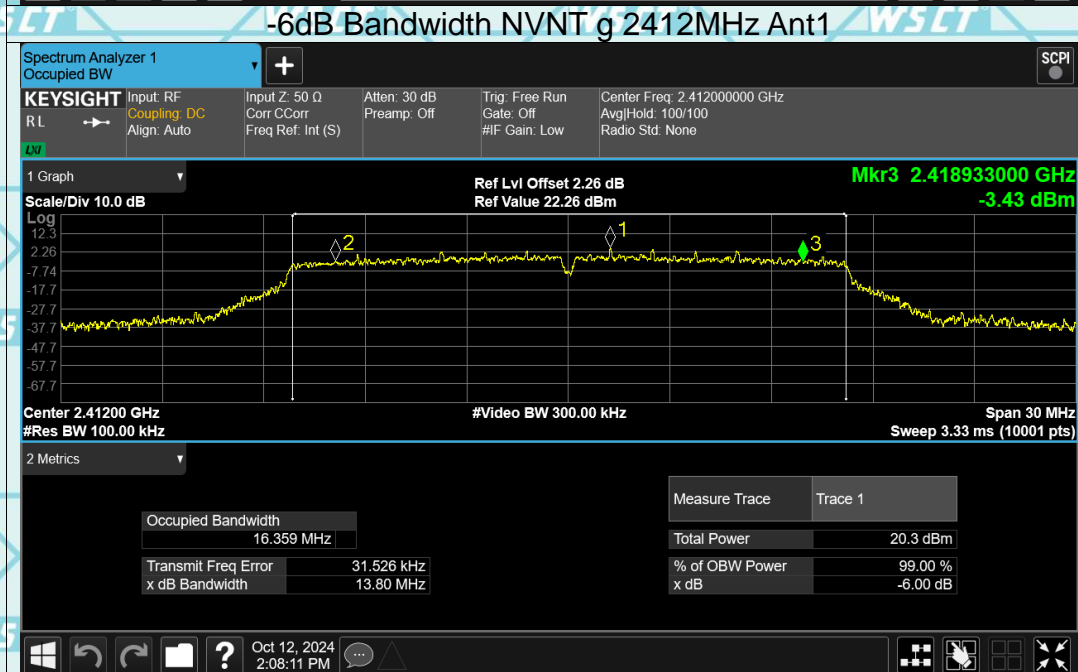 -6dB Bandwidth NVNT g 2412MHz Ant1
WSCT
Spectrum Analyzer 1
Occupied BW
+
SCPI
KEYSIGHT
R L
LXI
Input: RF
Coupling: DC
Align: Auto
Input Z: 50 Ω
Corr CCorr
Freq Ref: Int (S)
Atten: 30 dB
Preamp: Off
Trig: Free Run
Gate: Off
#IF Gain: Low
Center Freq: 2.412000000 GHz
Avg|Hold: 100/100
Radio Std: None
1 Graph
Scale/Div 10.0 dB
Ref Lvl Offset 2.26 dB
Ref Value 22.26 dBm
Mkr3 2.418933000 GHz
-3.43 dBm
Log
12.3
2.26
-7.74
-17.7
-27.7
-37.7
-47.7
-57.7
-67.7
2
1
3
Center 2.41200 GHz
#Video BW 300.00 kHz
Span 30 MHz
#Res BW 100.00 kHz
Sweep 3.33 ms (10001 pts)
2 Metrics
Occupied Bandwidth
16.359 MHz
Transmit Freq Error 31.526 kHz
x dB Bandwidth 13.80 MHz
Measure Trace Trace 1
Total Power 20.3 dBm
% of OBW Power 99.00 %
x dB -6.00 dB
?
Oct 12, 2024
2:08:11 PM